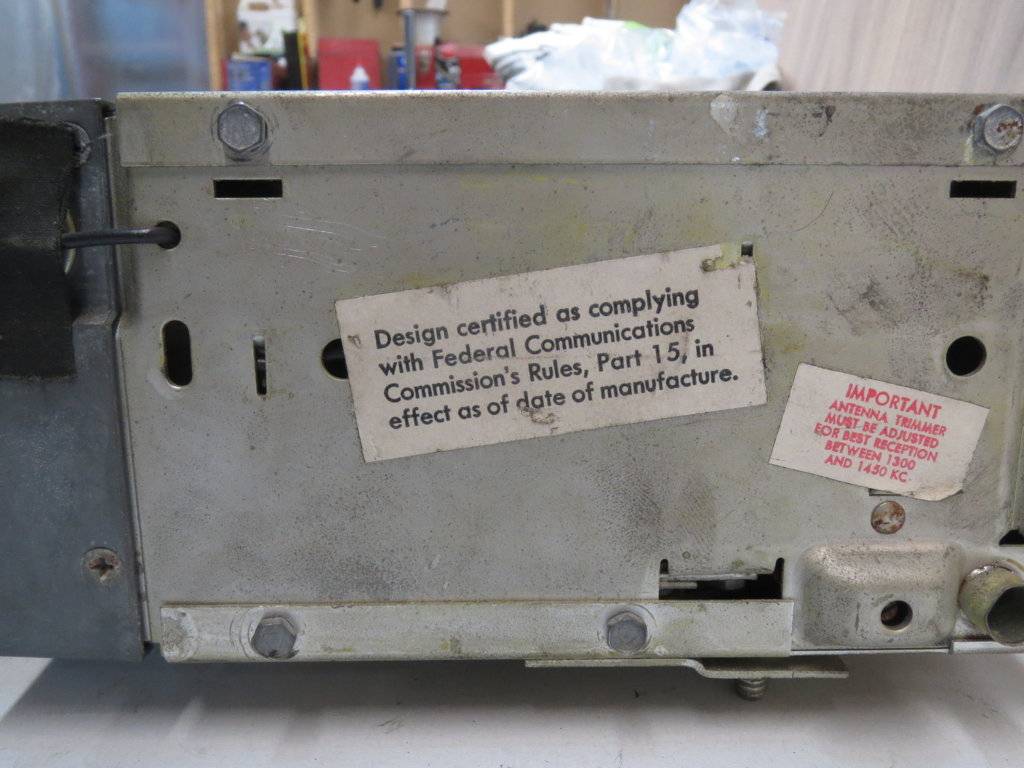 Design certified as complying
with Federal Communications
Commission's Rules, Part 15, in
effect as of date of manufacture.
IMPORTANT
ANTENNA TRIMMER
MUST BE ADJUSTED
FOR BEST RECEPTION
BETWEEN 1300
AND 1450 KC.